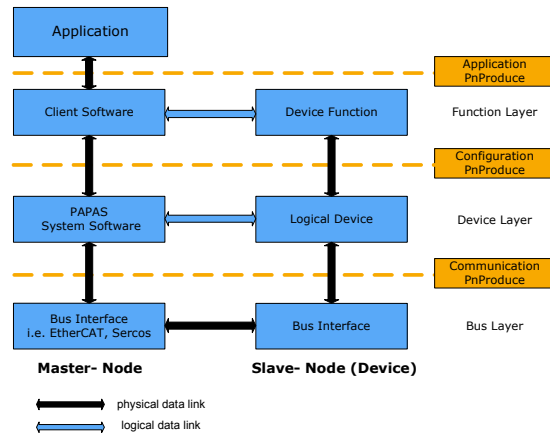 Application
Application
PnProduce
Client Software
Device Function
Function Layer
Configuration
PnProduce
PAPAS
System Software
Logical Device
Device Layer
Communication
PnProduce
Bus Interface
i.e. EtherCAT, Sercos
Bus Interface
Bus Layer
Master- Node
Slave- Node (Device)
physical data link
logical data link